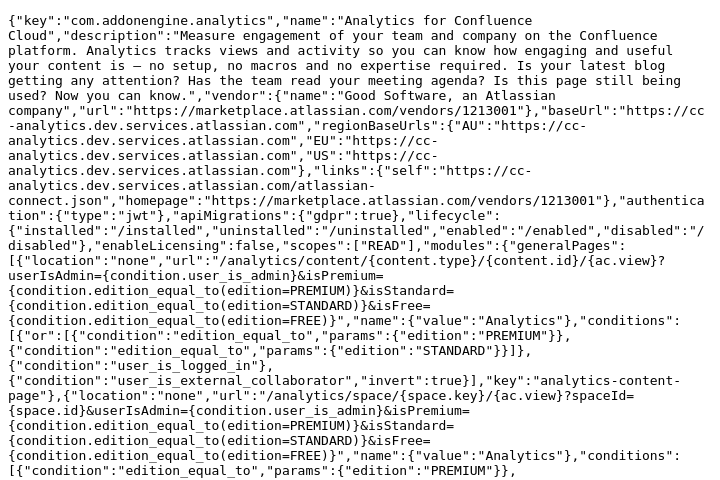 {"key":"com.addonengine.analytics","name":"Analytics for Confluence
Cloud","description":"Measure engagement of your team and company on the Confluence
platform. Analytics tracks views and activity so you can know how engaging and useful
your content is – no setup, no macros and no expertise required. Is your latest blog
getting any attention? Has the team read your meeting agenda? Is this page still being
used? Now you can know.","vendor":{"name":"Good Software, an Atlassian
company","url":"https://marketplace.atlassian.com/vendors/1213001"},"baseUrl":"https://cc
-analytics.dev.services.atlassian.com","regionBaseUrls":{"AU":"https://cc-
analytics.dev.services.atlassian.com","EU":"https://cc-
analytics.dev.services.atlassian.com","US":"https://cc-
analytics.dev.services.atlassian.com"},"links":{"self":"https://cc-
analytics.dev.services.atlassian.com/atlassian-
connect.json","homepage":"https://marketplace.atlassian.com/vendors/1213001"},"authentica
tion":{"type":"jwt"},"apiMigrations":{"gdpr":true},"lifecycle":
{"installed":"/installed","uninstalled":"/uninstalled","enabled":"/enabled","disabled":"/
disabled"},"enableLicensing":false,"scopes":["READ"],"modules":{"generalPages":
[{"location":"none","url":"/analytics/content/{content.type}/{content.id}/{ac.view}?
userIsAdmin={condition.user_is_admin}&isPremium=
{condition.edition_equal_to(edition=PREMIUM)}&isStandard=
{condition.edition_equal_to(edition=STANDARD)}&isFree=
{condition.edition_equal_to(edition=FREE)}","name":{"value":"Analytics"},"conditions":
[{"or":[{"condition":"edition_equal_to","params":{"edition":"PREMIUM"}},
{"condition":"edition_equal_to","params":{"edition":"STANDARD"}}]},
{"condition":"user_is_logged_in"},
{"condition":"user_is_external_collaborator","invert":true}],"key":"analytics-content-
page"},{"location":"none","url":"/analytics/space/{space.key}/{ac.view}?spaceId=
{space.id}&userIsAdmin={condition.user_is_admin}&isPremium=
{condition.edition_equal_to(edition=PREMIUM)}&isStandard=
{condition.edition_equal_to(edition=STANDARD)}&isFree=
{condition.edition_equal_to(edition=FREE)}","name":{"value":"Analytics"},"conditions":
[{"condition":"edition_equal_to","params":{"edition":"PREMIUM"}},